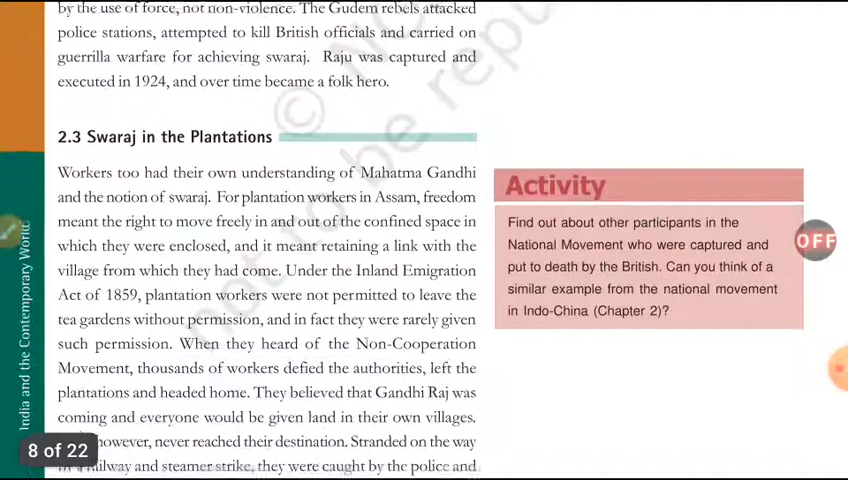 by the use of force, not non-violence. The Gudem rebels attacked
police stations, attempted to kill British officials and carried on
guerrilla warfare for achieving swaraj. Raju was captured and
executed in 1924, and over time became a folk hero.
2.3 Swaraj in the Plantations
Workers too had their own understanding of Mahatma Gandhi
and the notion of swaraj. For plantation workers in Assam, freedom
meant the right to move freely in and out of the confined space in
which they were enclosed, and it meant retaining a link with the
village from which they had come. Under the Inland Emigration
Act of 1859, plantation workers were not permitted to leave the
tea gardens without permission, and in fact they were rarely given
such permission. When they heard of the Non-Cooperation
Movement, thousands of workers defied the authorities, left the
plantations and headed home. They believed that Gandhi Raj was
coming and everyone would be given land in their own villages.
however, never reached their destination. Stranded on the way
railway and steamer strike, they were caught by the police and
Activity
Find out about other participants in the
National Movement who were captured and
put to death by the British. Can you think of a
similar example from the national movement
in Indo-China (Chapter 2)?
OFF
India and the Contemporary World
8 of 22
©
not to be repu